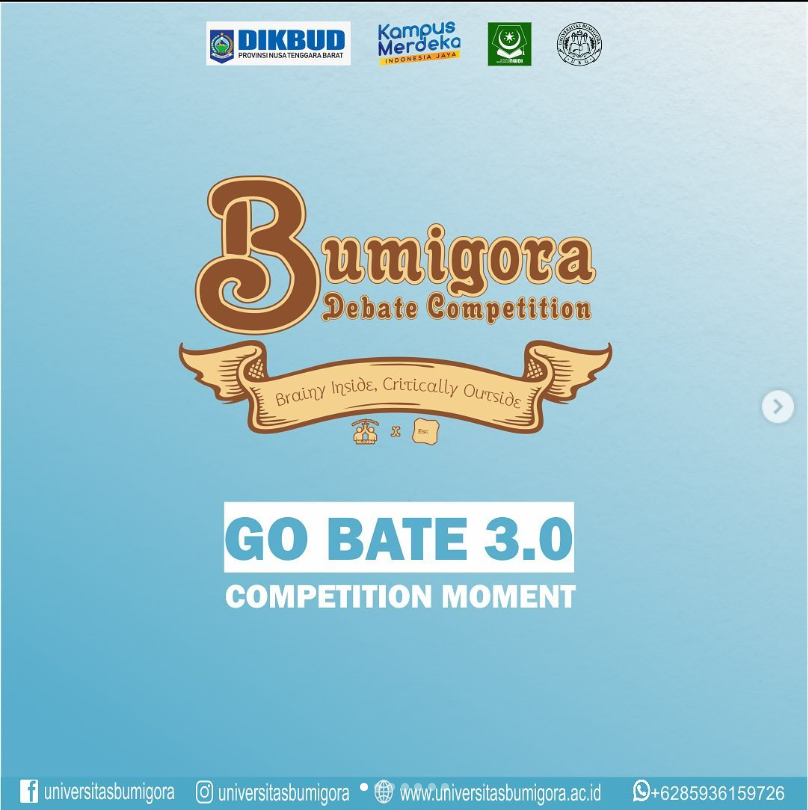 DIKBUD
PROVINSI NUSA TENGGARA BARAT
Kampus
Merdeka
INDONESIA JAYA
Bumigora
Debate Competition
Brainy Inside, Critically Outside
x
GO BATE 3.0
COMPETITION MOMENT
universitasbumigora universitasbumigora www.universitasbumigora.ac.id +6285936159726